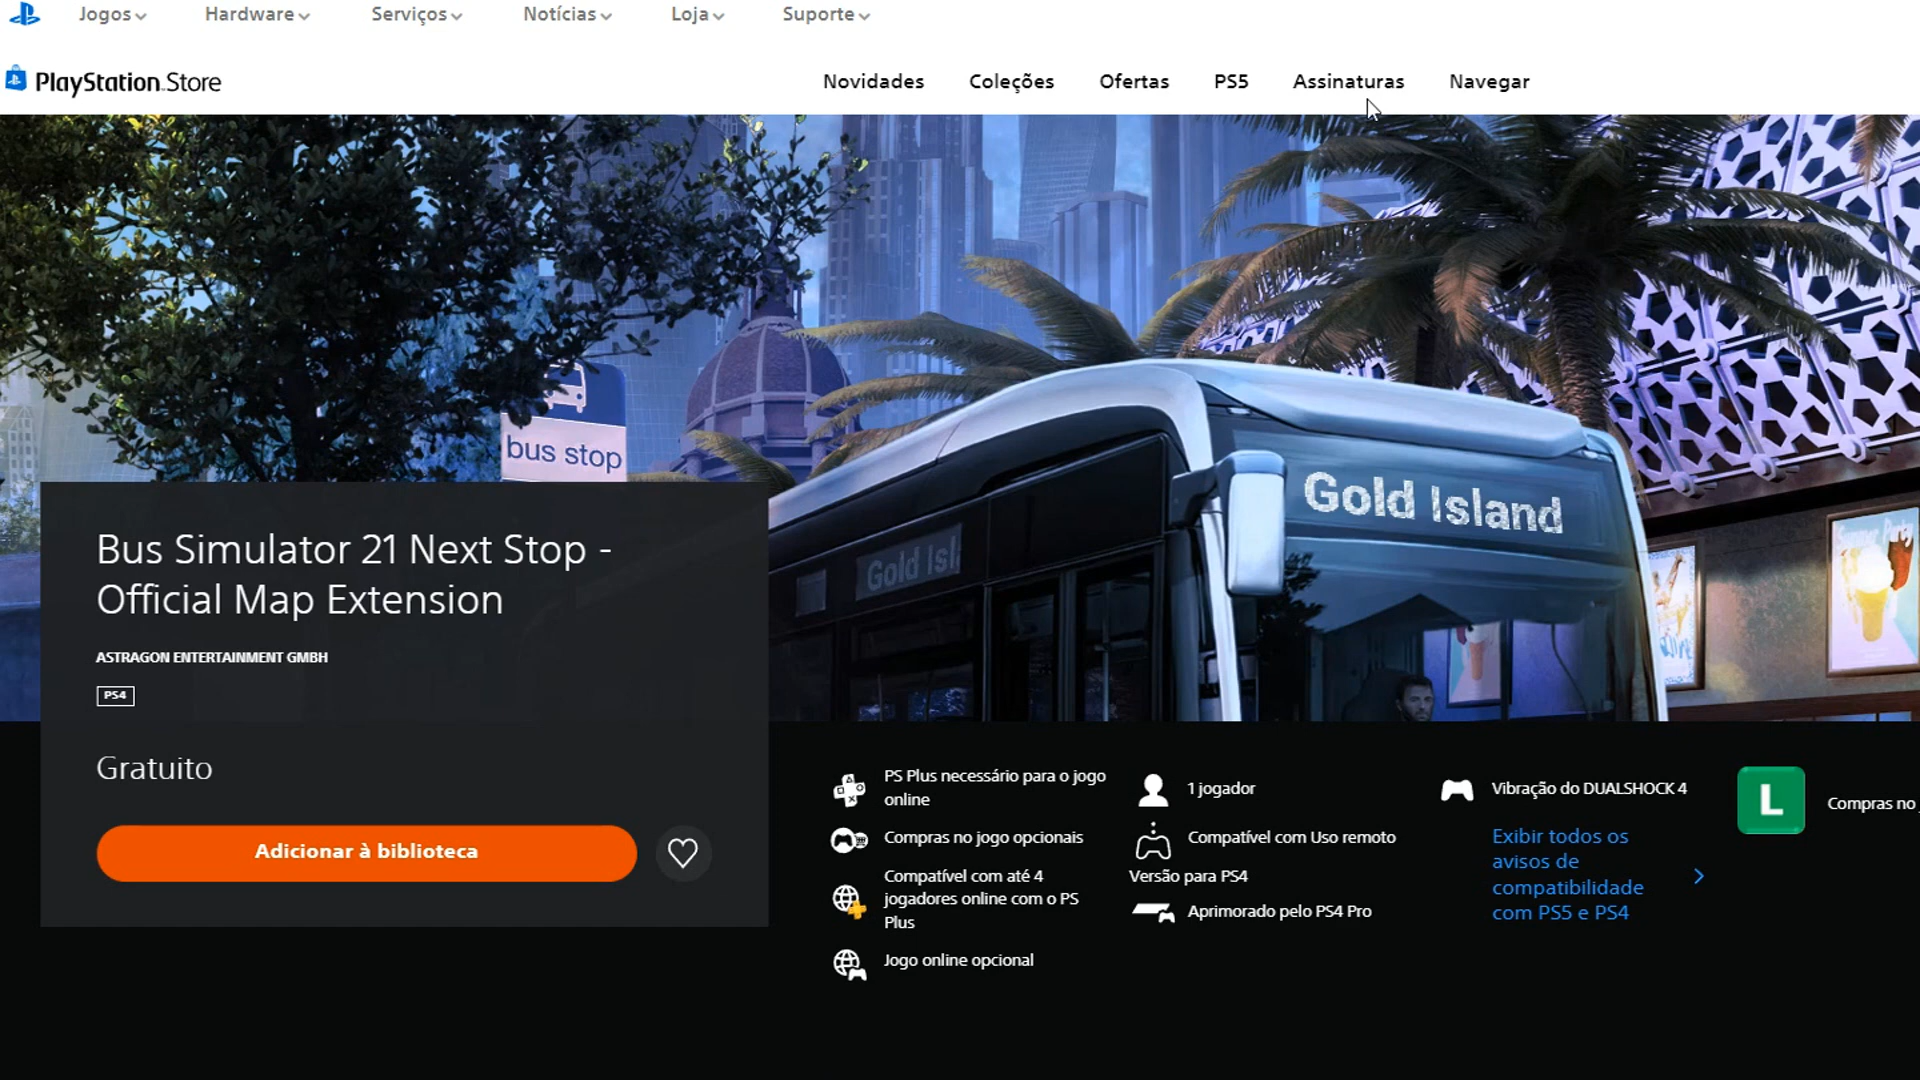 Jogos
Hardware
Serviços
Notícias
Loja
Suporte
PlayStation Store
Novidades
Coleções
Ofertas
PS5
Assinaturas
Navegar
bus stop
Gold Island
Gold Isl
Bus Simulator 21 Next Stop -
Official Map Extension
ASTRAGON ENTERTAINMENT GMBH
PS4
Gratuito
Adicionar à biblioteca
PS Plus necessário para o jogo
online
Compras no jogo opcionais
Compatível com até 4
jogadores online com o PS
Plus
Jogo online opcional
1 jogador
Compatível com Uso remoto
Versão para PS4
Aprimorado pelo PS4 Pro
Vibração do DUALSHOCK 4
Exibir todos os
avisos de
compatibilidade
com PS5 e PS4
L
Compras no